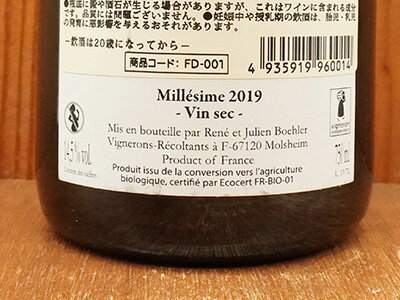 ●瓶底に澱や酒石が生じる場合がありますが、これはワインに含まれる成分
です。品質には問題ございません。●妊娠中や授乳期の飲酒は、胎児・乳児
の発育に悪影響を与えるおそれがあります。
―飲酒は20歳になってから―
商品コード:FD-001
4 935919 960014
Millésime 2019
- Vin sec -
Mis en bouteille par René et Julien Boehler
Vignerons-Récoltants à F-67120 Molsheim
Product of France
14,5% vol.
Contient des sulfites
Produit issu de la conversion vers l'agriculture
biologique, certifié par Ecocert FR-BIO-01
vigneron
750 ml